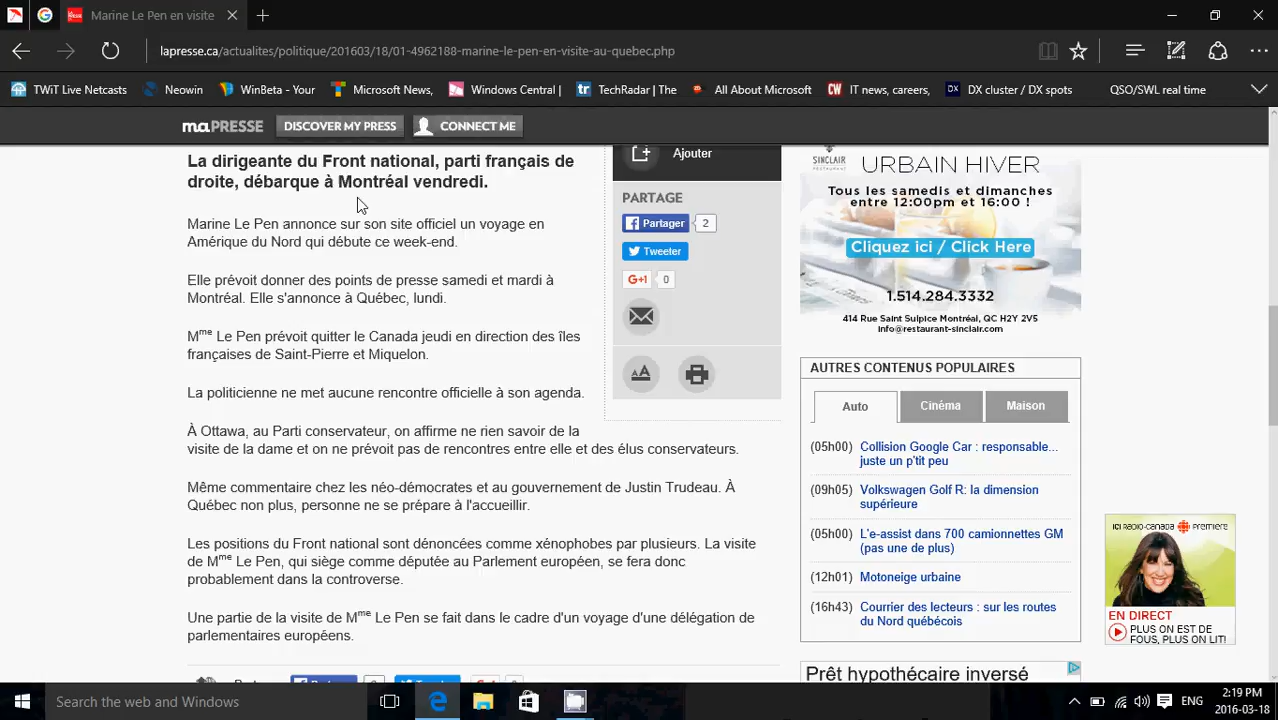 Marine Le Pen en visite
lapresse.ca/actualites/politique/201603/18/01-4962188-marine-le-pen-en-visite-au-quebec.php
TWiT Live Netcasts
Neowin
WinBeta - Your
Microsoft News,
Windows Central |
TechRadar | The
All About Microsoft
CW IT news, careers,
DX DX cluster / DX spots
QSO/SWL real time
maPRESSE
DISCOVER MY PRESS
CONNECT ME
La dirigeante du Front national, parti français de
droite, débarque à Montréal vendredi.
Marine Le Pen annonce sur son site officiel un voyage en
Amérique du Nord qui débute ce week-end.
Elle prévoit donner des points de presse samedi et mardi à
Montréal. Elle s'annonce à Québec, lundi.
Mme Le Pen prévoit quitter le Canada jeudi en direction des îles
françaises de Saint-Pierre et Miquelon.
La politicienne ne met aucune rencontre officielle à son agenda.
À Ottawa, au Parti conservateur, on affirme ne rien savoir de la
visite de la dame et on ne prévoit pas de rencontres entre elle et des élus conservateurs.
Même commentaire chez les néo-démocrates et au gouvernement de Justin Trudeau. À
Québec non plus, personne ne se prépare à l'accueillir.
Les positions du Front national sont dénoncées comme xénophobes par plusieurs. La visite
de Mme Le Pen, qui siège comme députée au Parlement européen, se fera donc
probablement dans la controverse.
Une partie de la visite de Mme Le Pen se fait dans le cadre d'un voyage d'une délégation de
parlementaires européens.
Ajouter
PARTAGE
Partager 2
Tweeter
G+1 0
AA
SINCLAIR
RESTAURANT
URBAIN HIVER
Tous les samedis et dimanches
entre 12:00pm et 16:00 !
Cliquez ici / Click Here
1.514.284.3332
414 Rue Saint Sulpice Montréal, QC H2Y 2V5
info@restaurant-sinclair.com
AUTRES CONTENUS POPULAIRES
Auto
Cinéma
Maison
(05h00) Collision Google Car : responsable...
juste un p'tit peu
(09h05) Volkswagen Golf R: la dimension
supérieure
(05h00) L'e-assist dans 700 camionnettes GM
(pas une de plus)
(12h01) Motoneige urbaine
(16h43) Courrier des lecteurs : sur les routes
du Nord québécois
Prêt hypothécaire inversé
ICI RADIO-CANADA PREMIÈRE
EN DIRECT
PLUS ON EST DE
FOUS, PLUS ON LIT!
Search the web and Windows
ENG
2:19 PM
2016-03-18